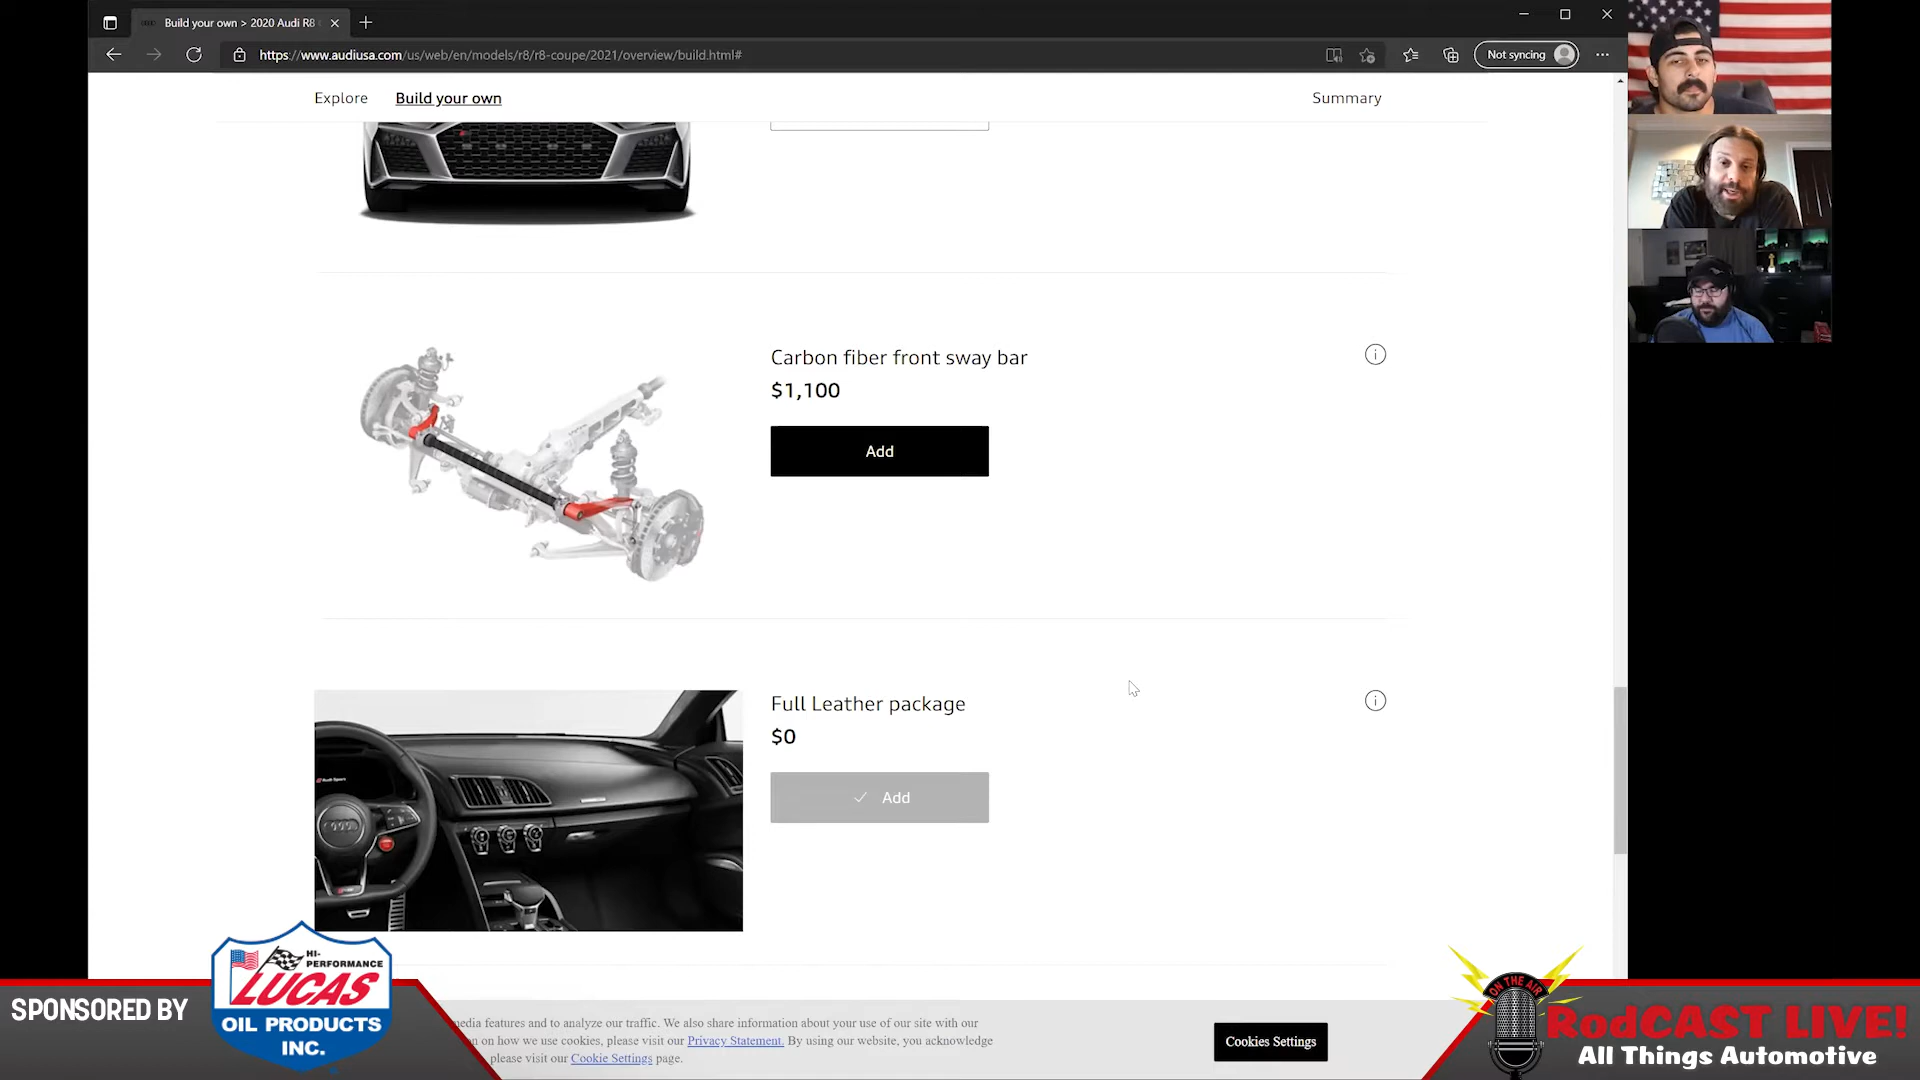 Build your own > 2020 Audi R8
https://www.audiusa.com/us/web/en/models/r8/r8-coupe/2021/overview/build.html#
Not syncing
Explore
Build your own
Summary
Carbon fiber front sway bar
$1,100
Add
Full Leather package
$0
Add
media features and to analyze our traffic. We also share information about your use of our site with our
on on how we use cookies, please visit our Privacy Statement. By using our website, you acknowledge
please visit our Cookie Settings page.
Cookies Settings
SPONSORED BY
HI-
PERFORMANCE
LUCAS
OIL PRODUCTS
INC.
ON THE AIR
RodCAST LIVE!
All Things Automotive